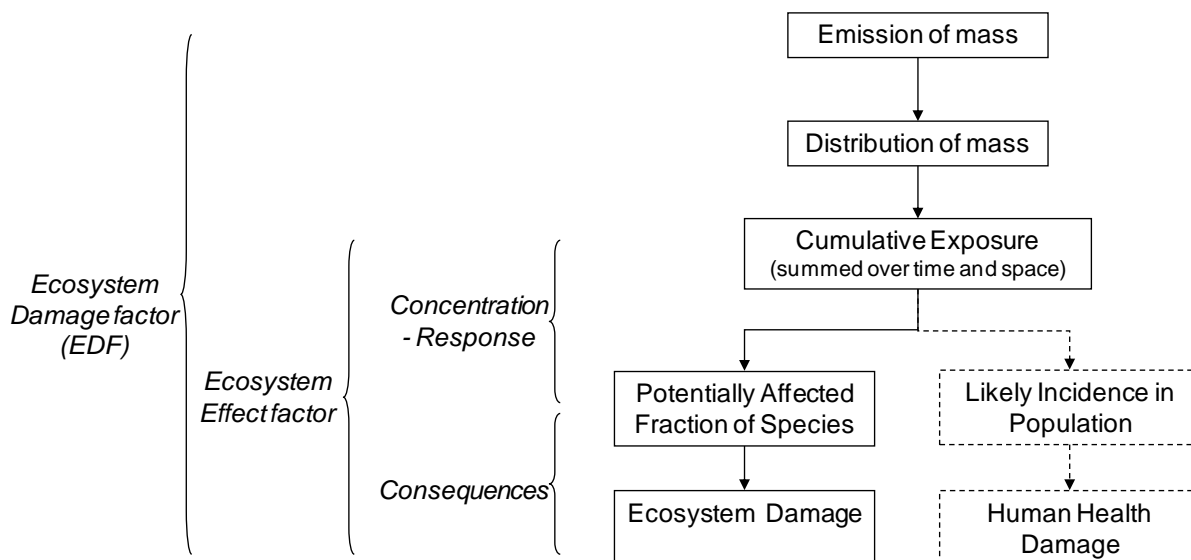 Emission of mass
Distribution of mass
Cumulative Exposure
(summed over time and space)
Ecosystem
Damage factor
(EDF)
Concentration
- Response
Ecosystem
Effect factor
Potentially Affected
Fraction of Species
Likely Incidence in
Population
Consequences
Ecosystem Damage
Human Health
Damage